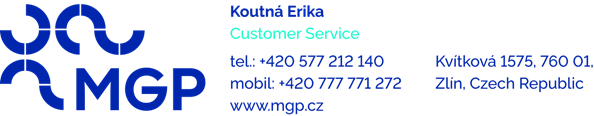 MGP
Koutná Erika
Customer Service
tel.: +420 577 212 140
mobil: +420 777 771 272
www.mgp.cz
Kvítková 1575, 760 01,
Zlín, Czech Republic